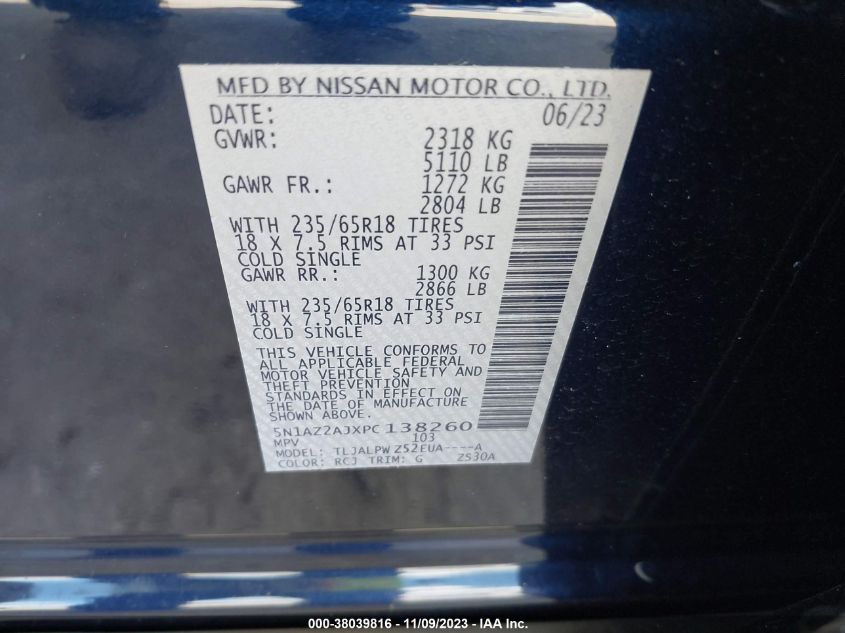 MFD BY NISSAN MOTOR CO., LTD.
DATE: 06/23
GVWR: 2318 KG
5110 LB
GAWR FR.: 1272 KG
2804 LB
WITH 235/65R18 TIRES
18 X 7.5 RIMS AT 33 PSI
COLD SINGLE
GAWR RR.: 1300 KG
2866 LB
WITH 235/65R18 TIRES
18 X 7.5 RIMS AT 33 PSI
COLD SINGLE
THIS VEHICLE CONFORMS TO
ALL APPLICABLE FEDERAL
MOTOR VEHICLE SAFETY AND
THEFT PREVENTION
STANDARDS IN EFFECT ON
THE DATE OF MANUFACTURE
SHOWN ABOVE.
5N1AZ2AJXPC138260
MPV 103
MODEL: TLJALPW Z52EUA----A
COLOR: RCJ TRIM: G ZS30A
000-38039816 - 11/09/2023 - IAA Inc.